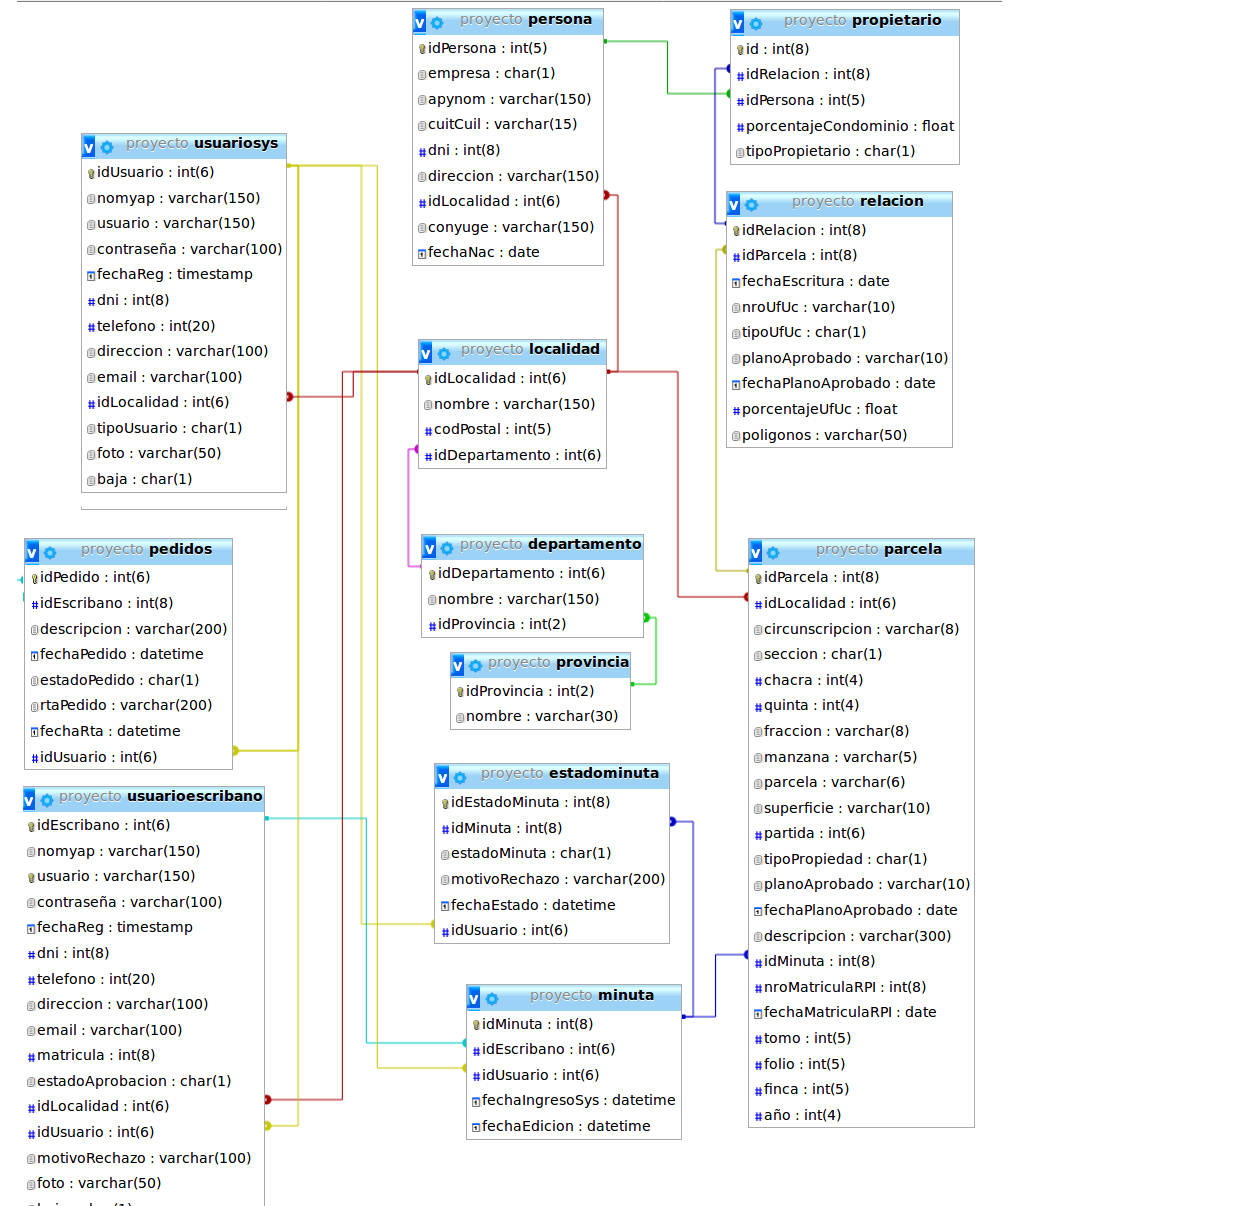 proyecto persona
idPersona : int(5)
empresa : char(1)
apynom : varchar(150)
cuitCuil : varchar(15)
dni : int(8)
direccion : varchar(150)
idLocalidad : int(6)
conyuge : varchar(150)
fechaNac : date
proyecto propietario
id : int(8)
idRelacion : int(8)
idPersona : int(5)
porcentajeCondominio : float
tipoPropietario : char(1)
proyecto usuariosys
idUsuario : int(6)
nomyap : varchar(150)
usuario : varchar(150)
contraseña : varchar(100)
fechaReg : timestamp
dni : int(8)
telefono : int(20)
direccion : varchar(100)
email : varchar(100)
idLocalidad : int(6)
tipoUsuario : char(1)
foto : varchar(50)
baja : char(1)
proyecto relacion
idRelacion : int(8)
idParcela : int(8)
fechaEscritura : date
nroUfUc : varchar(10)
tipoUfUc : char(1)
planoAprobado : varchar(10)
fechaPlanoAprobado : date
porcentajeUfUc : float
poligonos : varchar(50)
proyecto localidad
idLocalidad : int(6)
nombre : varchar(150)
codPostal : int(5)
idDepartamento : int(6)
proyecto departamento
idDepartamento : int(6)
nombre : varchar(150)
idProvincia : int(2)
proyecto provincia
idProvincia : int(2)
nombre : varchar(30)
proyecto pedidos
idPedido : int(6)
idEscribano : int(8)
descripcion : varchar(200)
fechaPedido : datetime
estadoPedido : char(1)
rtaPedido : varchar(200)
fechaRta : datetime
idUsuario : int(6)
proyecto parcela
idParcela : int(8)
idLocalidad : int(6)
circunscripcion : varchar(8)
seccion : char(1)
chacra : int(4)
quinta : int(4)
fraccion : varchar(8)
manzana : varchar(5)
parcela : varchar(6)
superficie : varchar(10)
partida : int(6)
tipoPropiedad : char(1)
planoAprobado : varchar(10)
fechaPlanoAprobado : date
descripcion : varchar(300)
idMinuta : int(8)
nroMatriculaRPI : int(8)
fechaMatriculaRPI : date
tomo : int(5)
folio : int(5)
finca : int(5)
año : int(4)
proyecto estadominuta
idEstadoMinuta : int(8)
idMinuta : int(8)
estadoMinuta : char(1)
motivoRechazo : varchar(200)
fechaEstado : datetime
idUsuario : int(6)
proyecto usuarioescribano
idEscribano : int(6)
nomyap : varchar(150)
usuario : varchar(150)
contraseña : varchar(100)
fechaReg : timestamp
dni : int(8)
telefono : int(20)
direccion : varchar(100)
email : varchar(100)
matricula : int(8)
estadoAprobacion : char(1)
idLocalidad : int(6)
idUsuario : int(6)
motivoRechazo : varchar(100)
foto : varchar(50)
proyecto minuta
idMinuta : int(8)
idEscribano : int(6)
idUsuario : int(6)
fechaIngresoSys : datetime
fechaEdicion : datetime